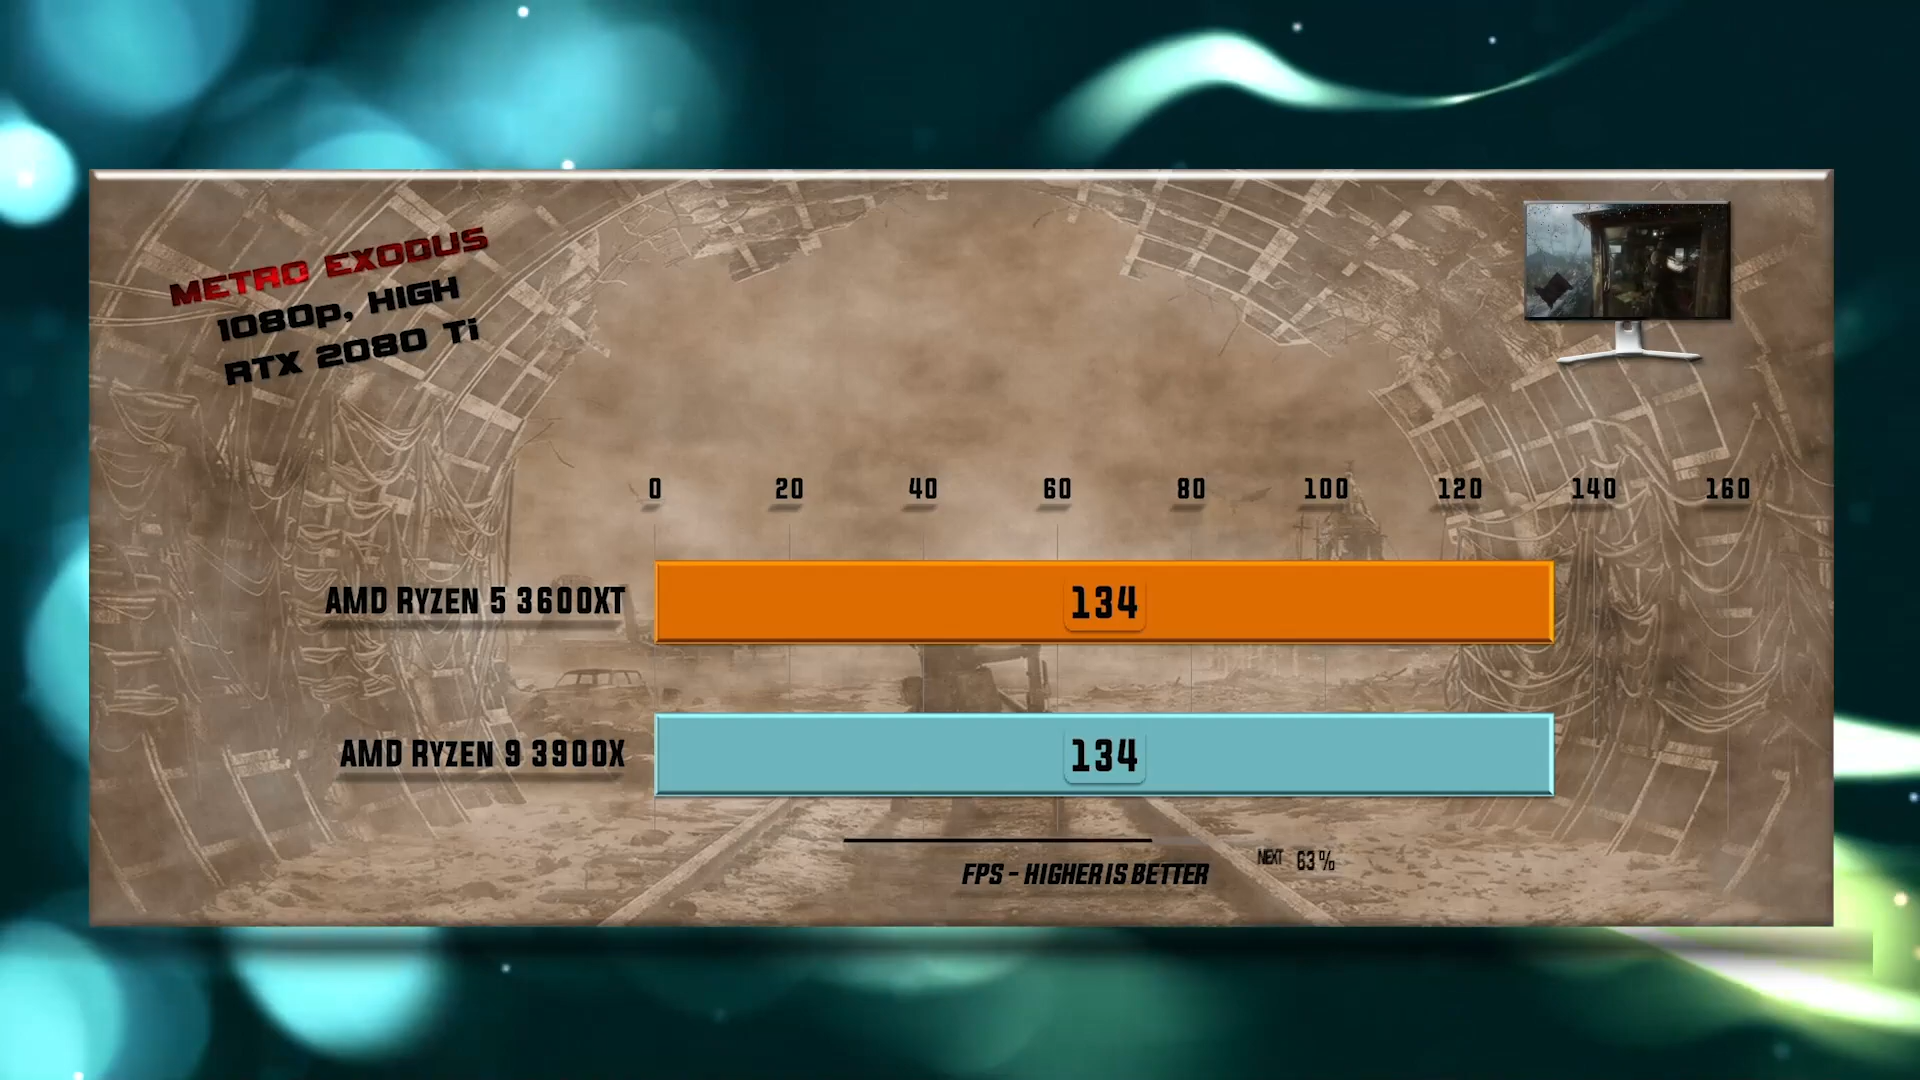 METRO EXODUS
1080p, HIGH
RTX 2080 Ti
0 20 40 60 80 100 120 140 160
AMD RYZEN 5 3600XT 134
AMD RYZEN 9 3900X 134
FPS - HIGHER IS BETTER
NEXT 63%